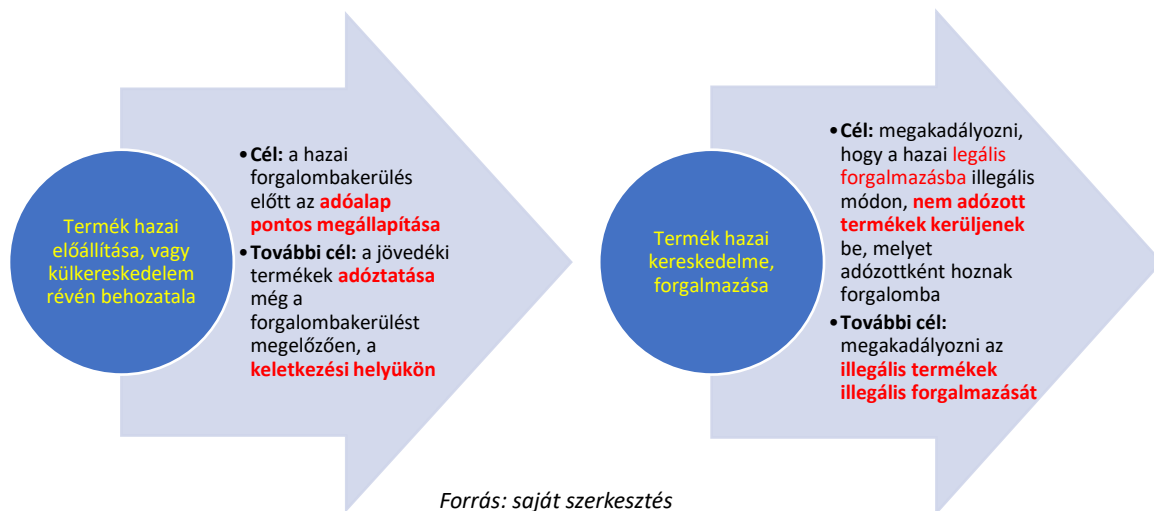 Termék hazai
előállítása, vagy
külkereskedelem
révén behozatala
•Cél: a hazai
forgalombakerülés
előtt az adóalap
pontos megállapítása
•További cél: a jövedéki
termékek adóztatása
még a
forgalombakerülést
megelőzően, a
keletkezési helyükön
Termék hazai
kereskedelme,
forgalmazása
•Cél: megakadályozni,
hogy a hazai legális
forgalmazásba illegális
módon, nem adózott
termékek kerüljenek
be, melyet
adózottként hoznak
forgalomba
•További cél:
megakadályozni az
illegális termékek
illegális forgalmazását
Forrás: saját szerkesztés